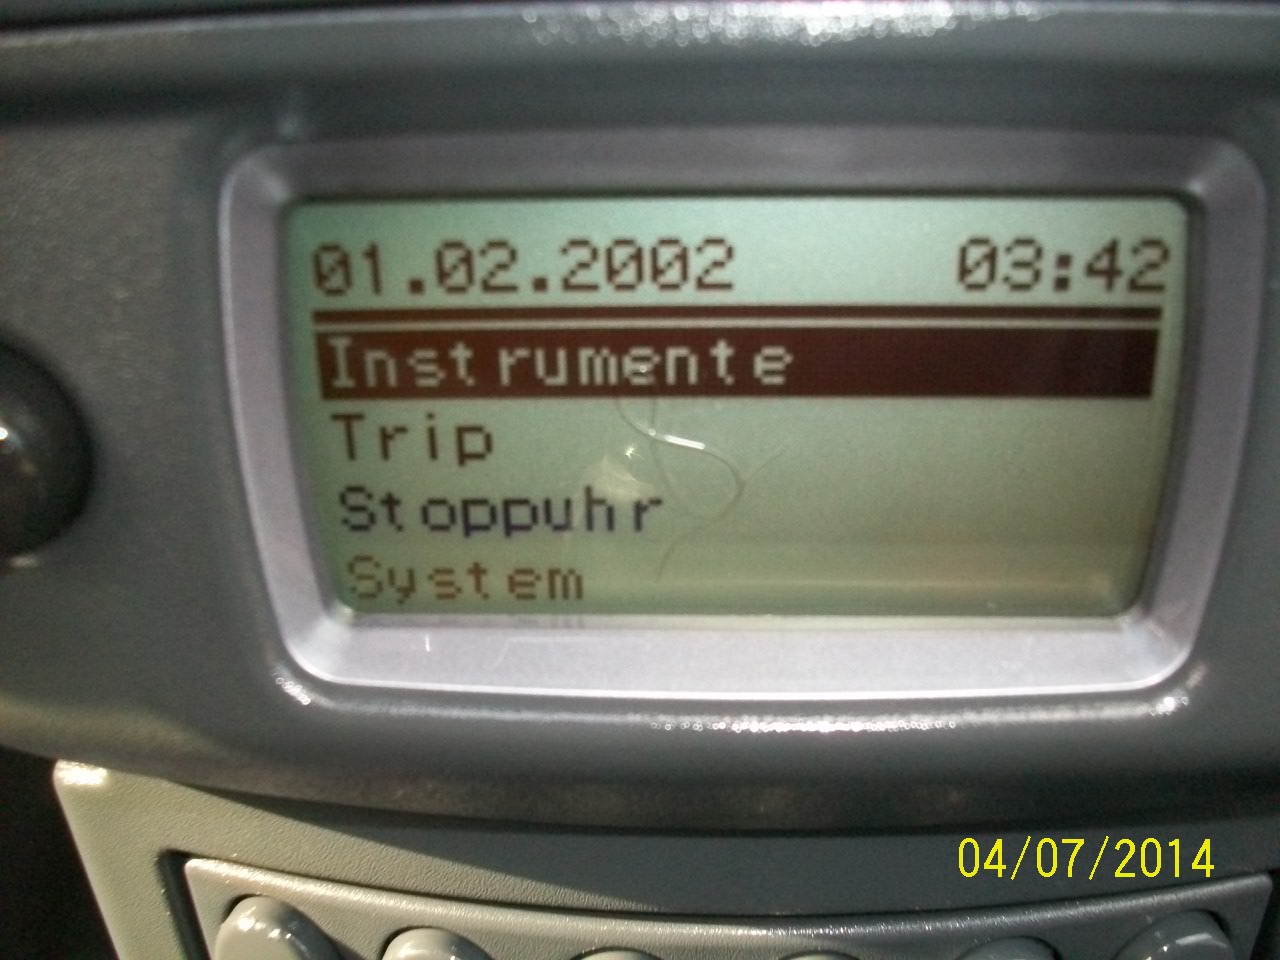 01.02.2002 03:42
Instrumente
Trip
Stoppuhr
System
04/07/2014